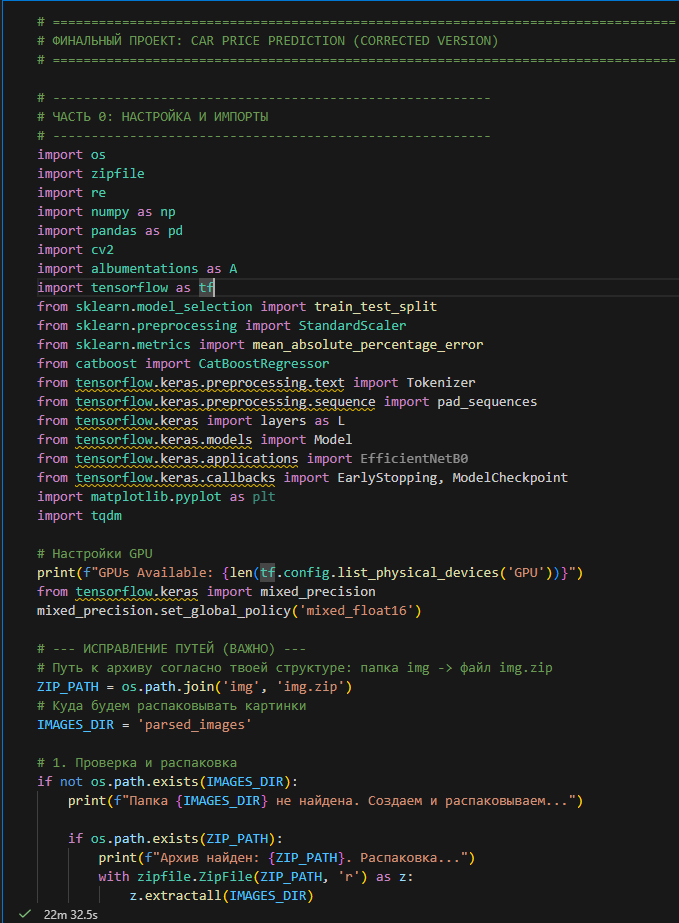 # ================================================================================
# ФИНАЛЬНЫЙ ПРОЕКТ: CAR PRICE PREDICTION (CORRECTED VERSION)
# ================================================================================
# ---------------------------------------------------------
# ЧАСТЬ 0: НАСТРОЙКА И ИМПОРТЫ
# ---------------------------------------------------------
import os
import zipfile
import re
import numpy as np
import pandas as pd
import cv2
import albumentations as A
import tensorflow as tf
from sklearn.model_selection import train_test_split
from sklearn.preprocessing import StandardScaler
from sklearn.metrics import mean_absolute_percentage_error
from catboost import CatBoostRegressor
from tensorflow.keras.preprocessing.text import Tokenizer
from tensorflow.keras.preprocessing.sequence import pad_sequences
from tensorflow.keras import layers as L
from tensorflow.keras.models import Model
from tensorflow.keras.applications import EfficientNetB0
from tensorflow.keras.callbacks import EarlyStopping, ModelCheckpoint
import matplotlib.pyplot as plt
import tqdm
# Настройки GPU
print(f"GPUs Available: {len(tf.config.list_physical_devices('GPU'))}")
from tensorflow.keras import mixed_precision
mixed_precision.set_global_policy('mixed_float16')
# --- ИСПРАВЛЕНИЕ ПУТЕЙ (ВАЖНО) ---
# Путь к архиву согласно твоей структуре: папка img -> файл img.zip
ZIP_PATH = os.path.join('img', 'img.zip')
# Куда будем распаковывать картинки
IMAGES_DIR = 'parsed_images'
# 1. Проверка и распаковка
if not os.path.exists(IMAGES_DIR):
print(f"Папка {IMAGES_DIR} не найдена. Создаем и распаковываем...")
if os.path.exists(ZIP_PATH):
print(f"Архив найден: {ZIP_PATH}. Распаковка...")
with zipfile.ZipFile(ZIP_PATH, 'r') as z:
z.extractall(IMAGES_DIR)
22m 32.5s